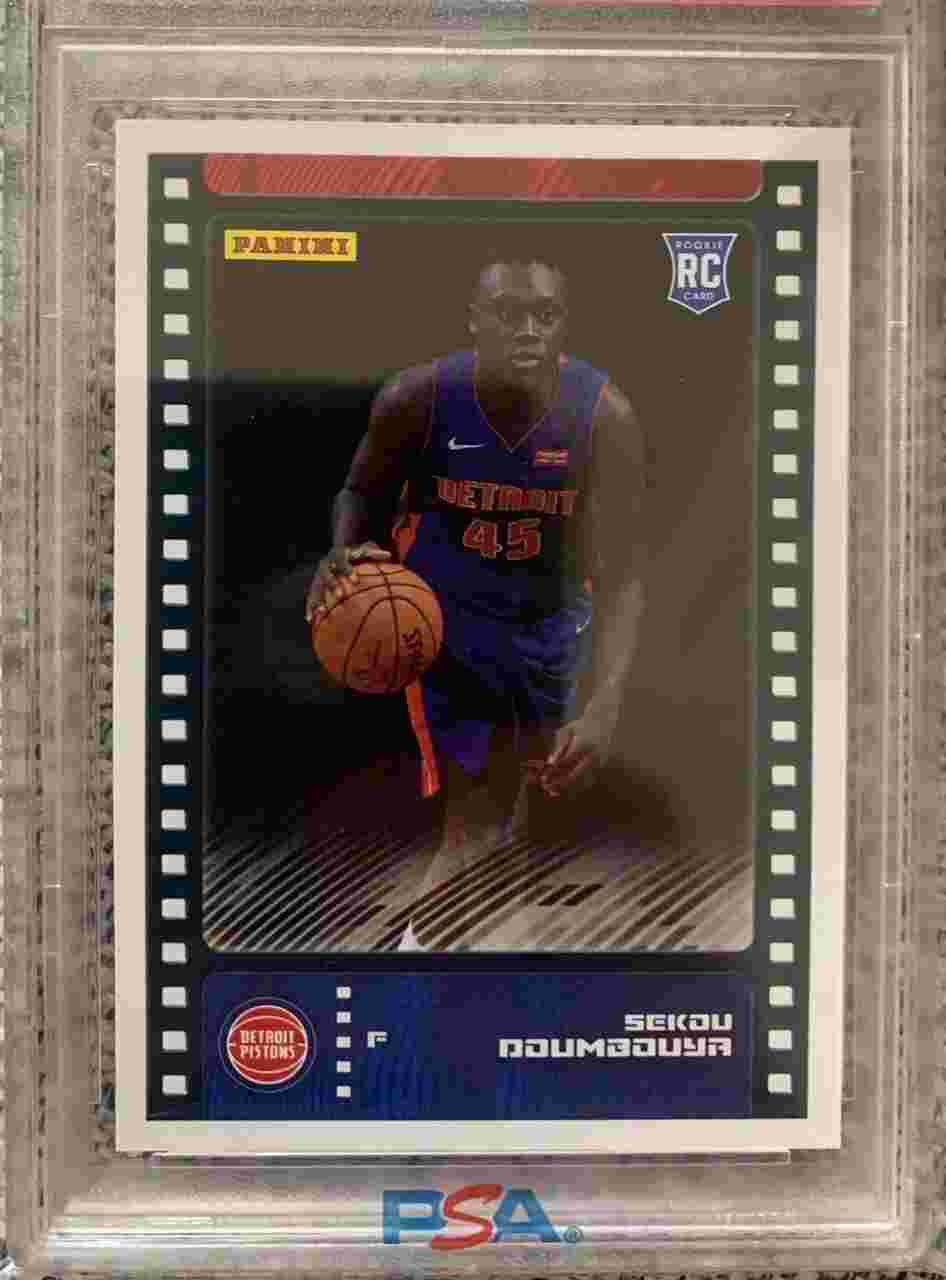 PANINI
ROOKIE
RC
CARD
DETROIT
45
DETROIT
PISTONS
F
SEKOU
DOUMBOUYA
PSA®